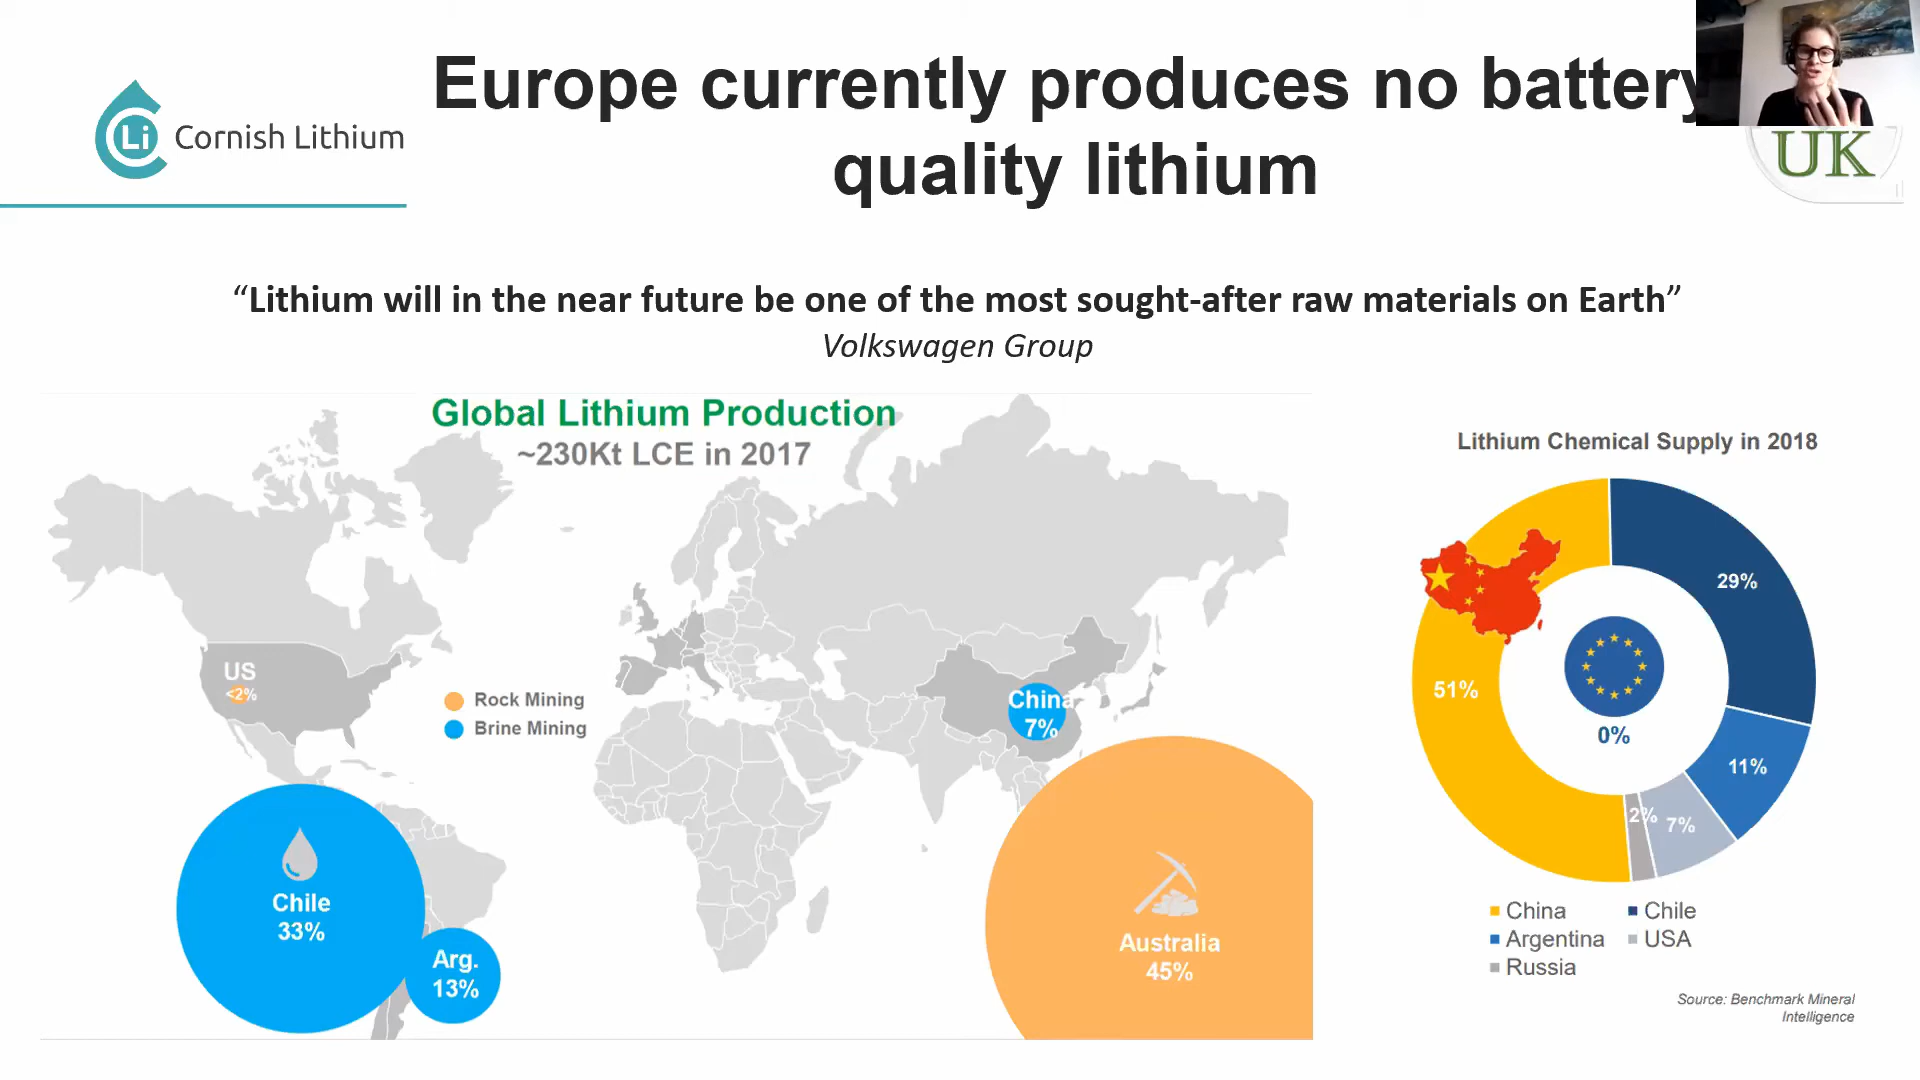 Europe currently produces no battery
quality lithium
Li
Cornish Lithium
UK
“Lithium will in the near future be one of the most sought-after raw materials on Earth”
Volkswagen Group
Global Lithium Production
~230Kt LCE in 2017
US
<2%
Rock Mining
Brine Mining
China
7%
Chile
33%
Arg.
13%
Australia
45%
Lithium Chemical Supply in 2018
29%
51%
0%
11%
2%
7%
China
Chile
Argentina
USA
Russia
Source: Benchmark Mineral
Intelligence